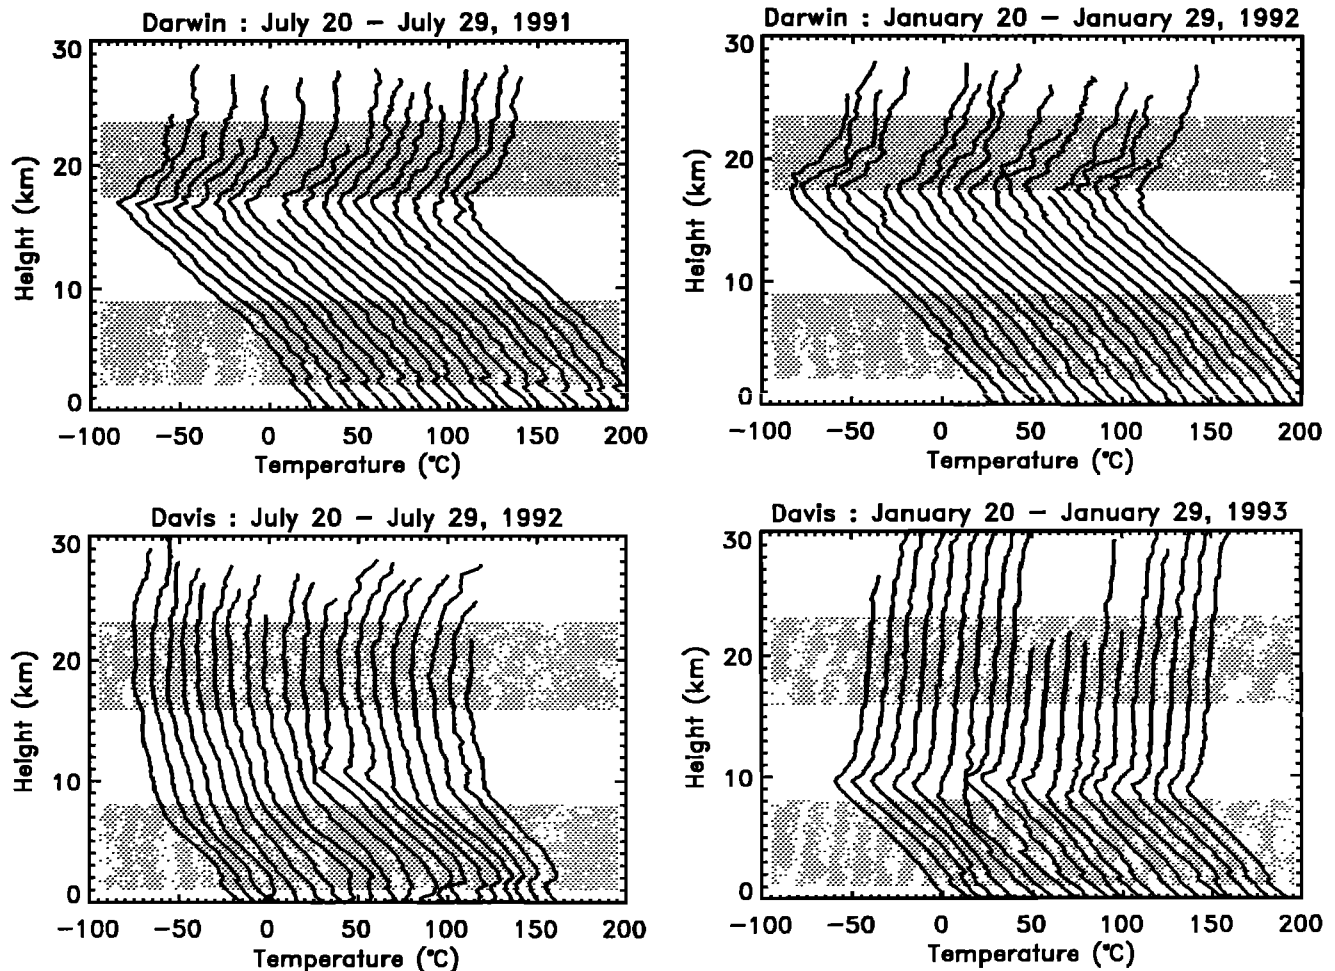 Darwin : July 20 – July 29, 1991
30
20
10
0
Height (km)
−100 −50 0 50 100 150 200
Temperature (°C)
Darwin : January 20 – January 29, 1992
30
20
10
0
Height (km)
−100 −50 0 50 100 150 200
Temperature (°C)
Davis : July 20 – July 29, 1992
30
20
10
0
Height (km)
−100 −50 0 50 100 150 200
Temperature (°C)
Davis : January 20 – January 29, 1993
30
20
10
0
Height (km)
−100 −50 0 50 100 150 200
Temperature (°C)